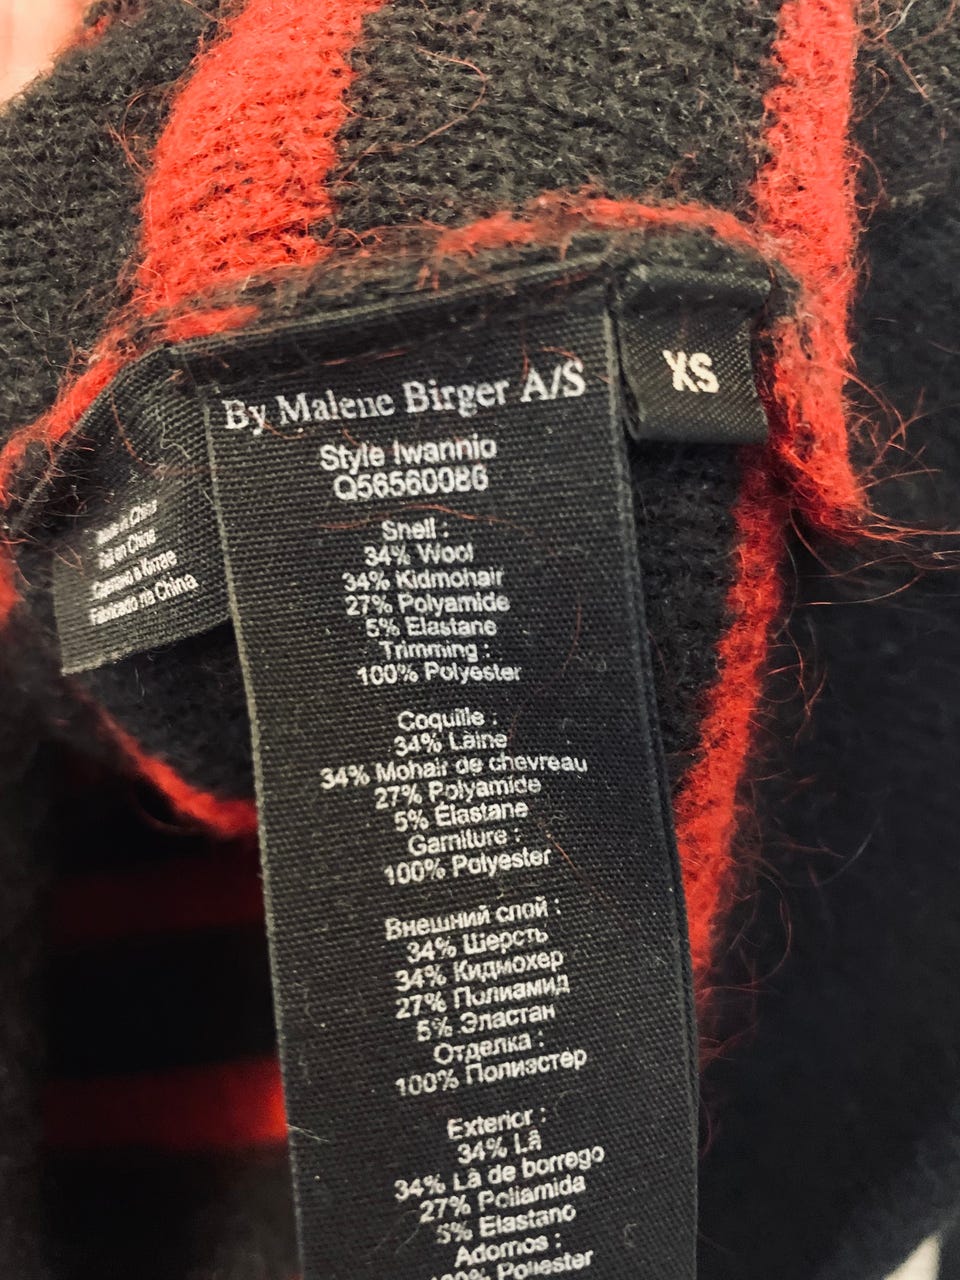 By Malene Birger A/S
Style Iwannio
Q56560086
Shell :
34% Wool
34% Kidmohair
27% Polyamide
5% Elastane
Trimming :
100% Polyester
Coquille :
34% Laine
34% Mohair de chevreau
27% Polyamide
5% Élastane
Garniture :
100% Polyester
Внешний слой :
34% Шерсть
34% Кидмохер
27% Полиамид
5% Эластан
Отделка :
100% Полиэстер
Exterior :
34% Lã
34% Lã de borrego
27% Poliamida
5% Elastano
Adornos :
100% Poliester
XS
Made in China
Fait en China
Сделано в Китае
Fabricado na China